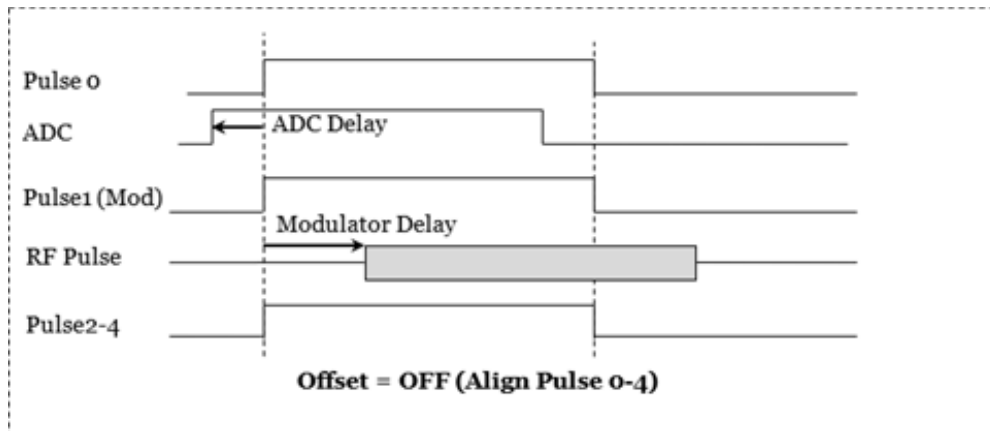 Pulse 0
ADC
ADC Delay
Pulse1 (Mod)
Modulator Delay
RF Pulse
Pulse2-4
Offset = OFF (Align Pulse 0-4)